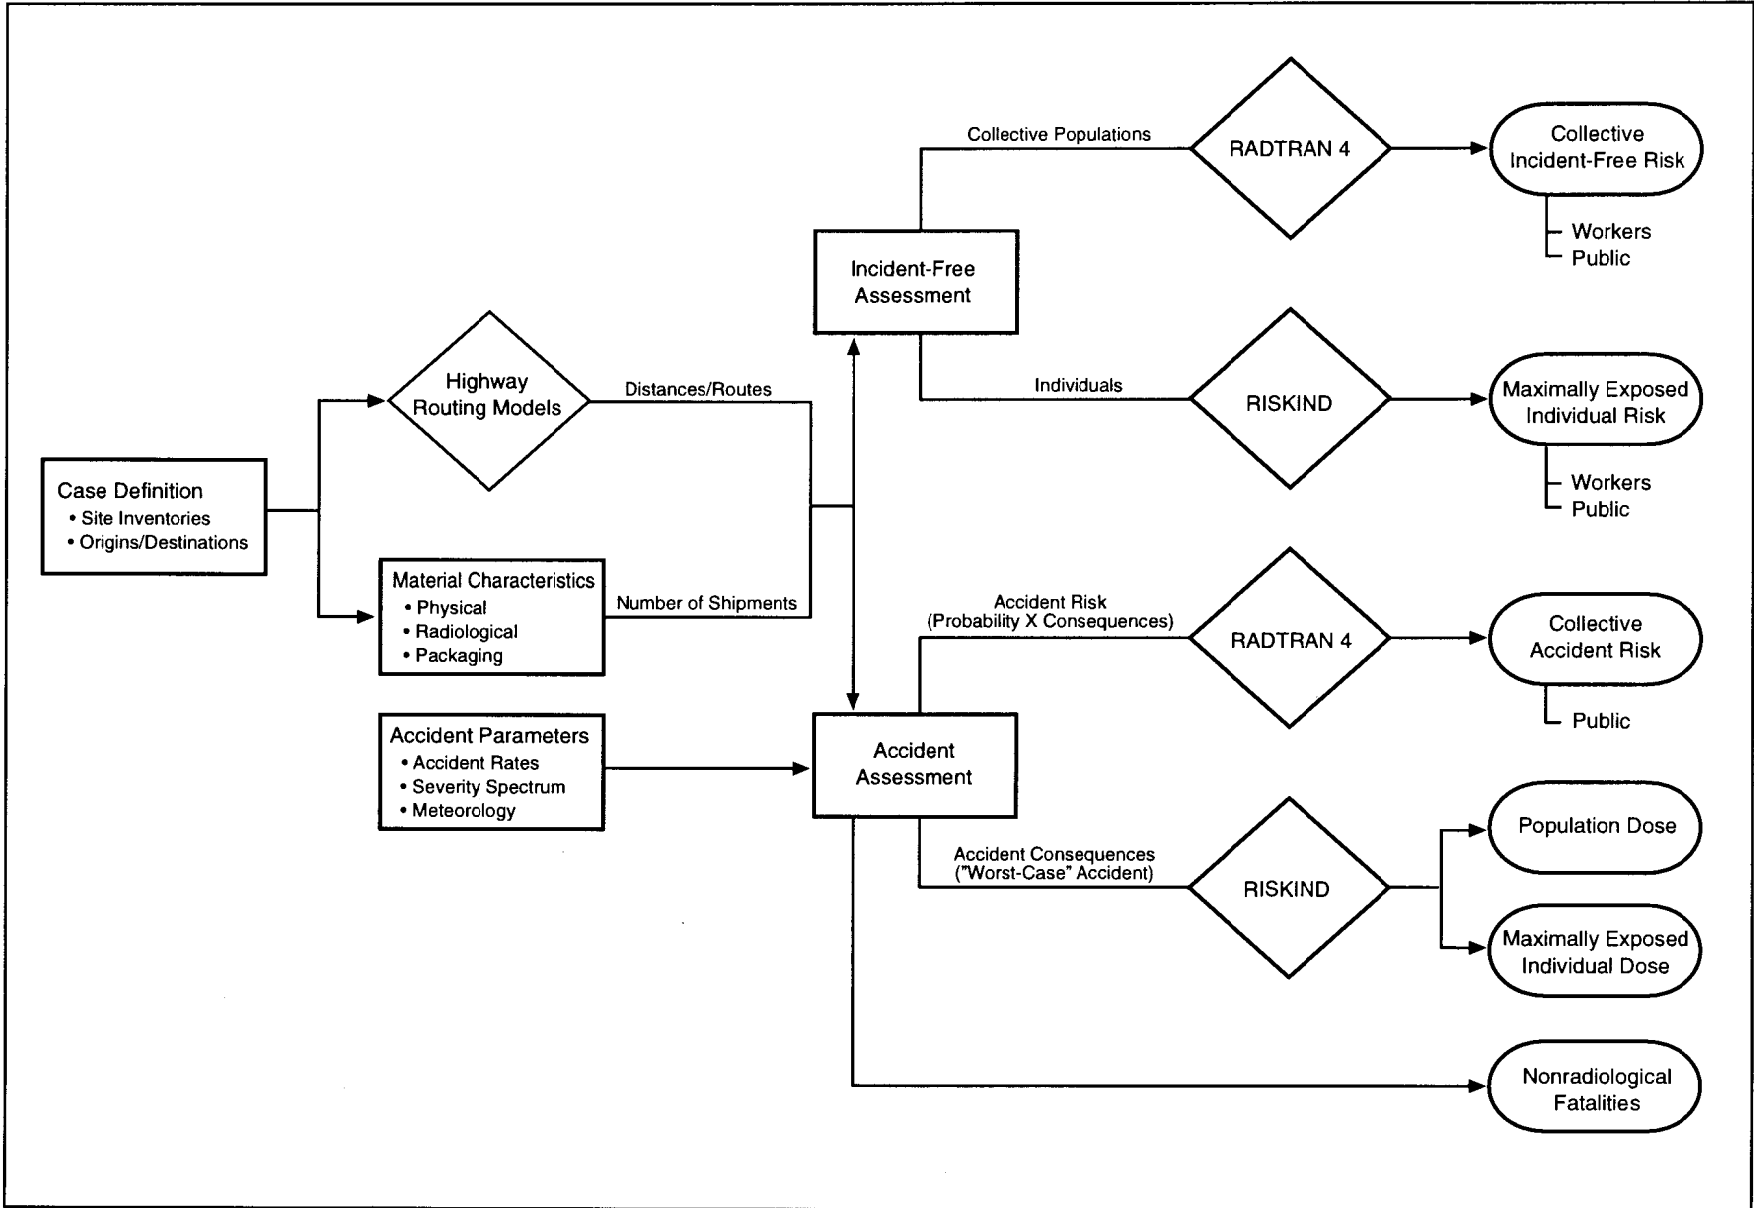 Collective Populations
RADTRAN 4
Collective
Incident-Free Risk
Workers
Public
Incident-Free
Assessment
Individuals
RISKIND
Maximally Exposed
Individual Risk
Workers
Public
Highway
Routing Models
Distances/Routes
Case Definition
• Site Inventories
• Origins/Destinations
Material Characteristics
• Physical
• Radiological
• Packaging
Number of Shipments
Accident Risk
(Probability X Consequences)
RADTRAN 4
Collective
Accident Risk
Public
Accident Parameters
• Accident Rates
• Severity Spectrum
• Meteorology
Accident
Assessment
Accident Consequences
("Worst-Case" Accident)
RISKIND
Population Dose
Maximally Exposed
Individual Dose
Nonradiological
Fatalities